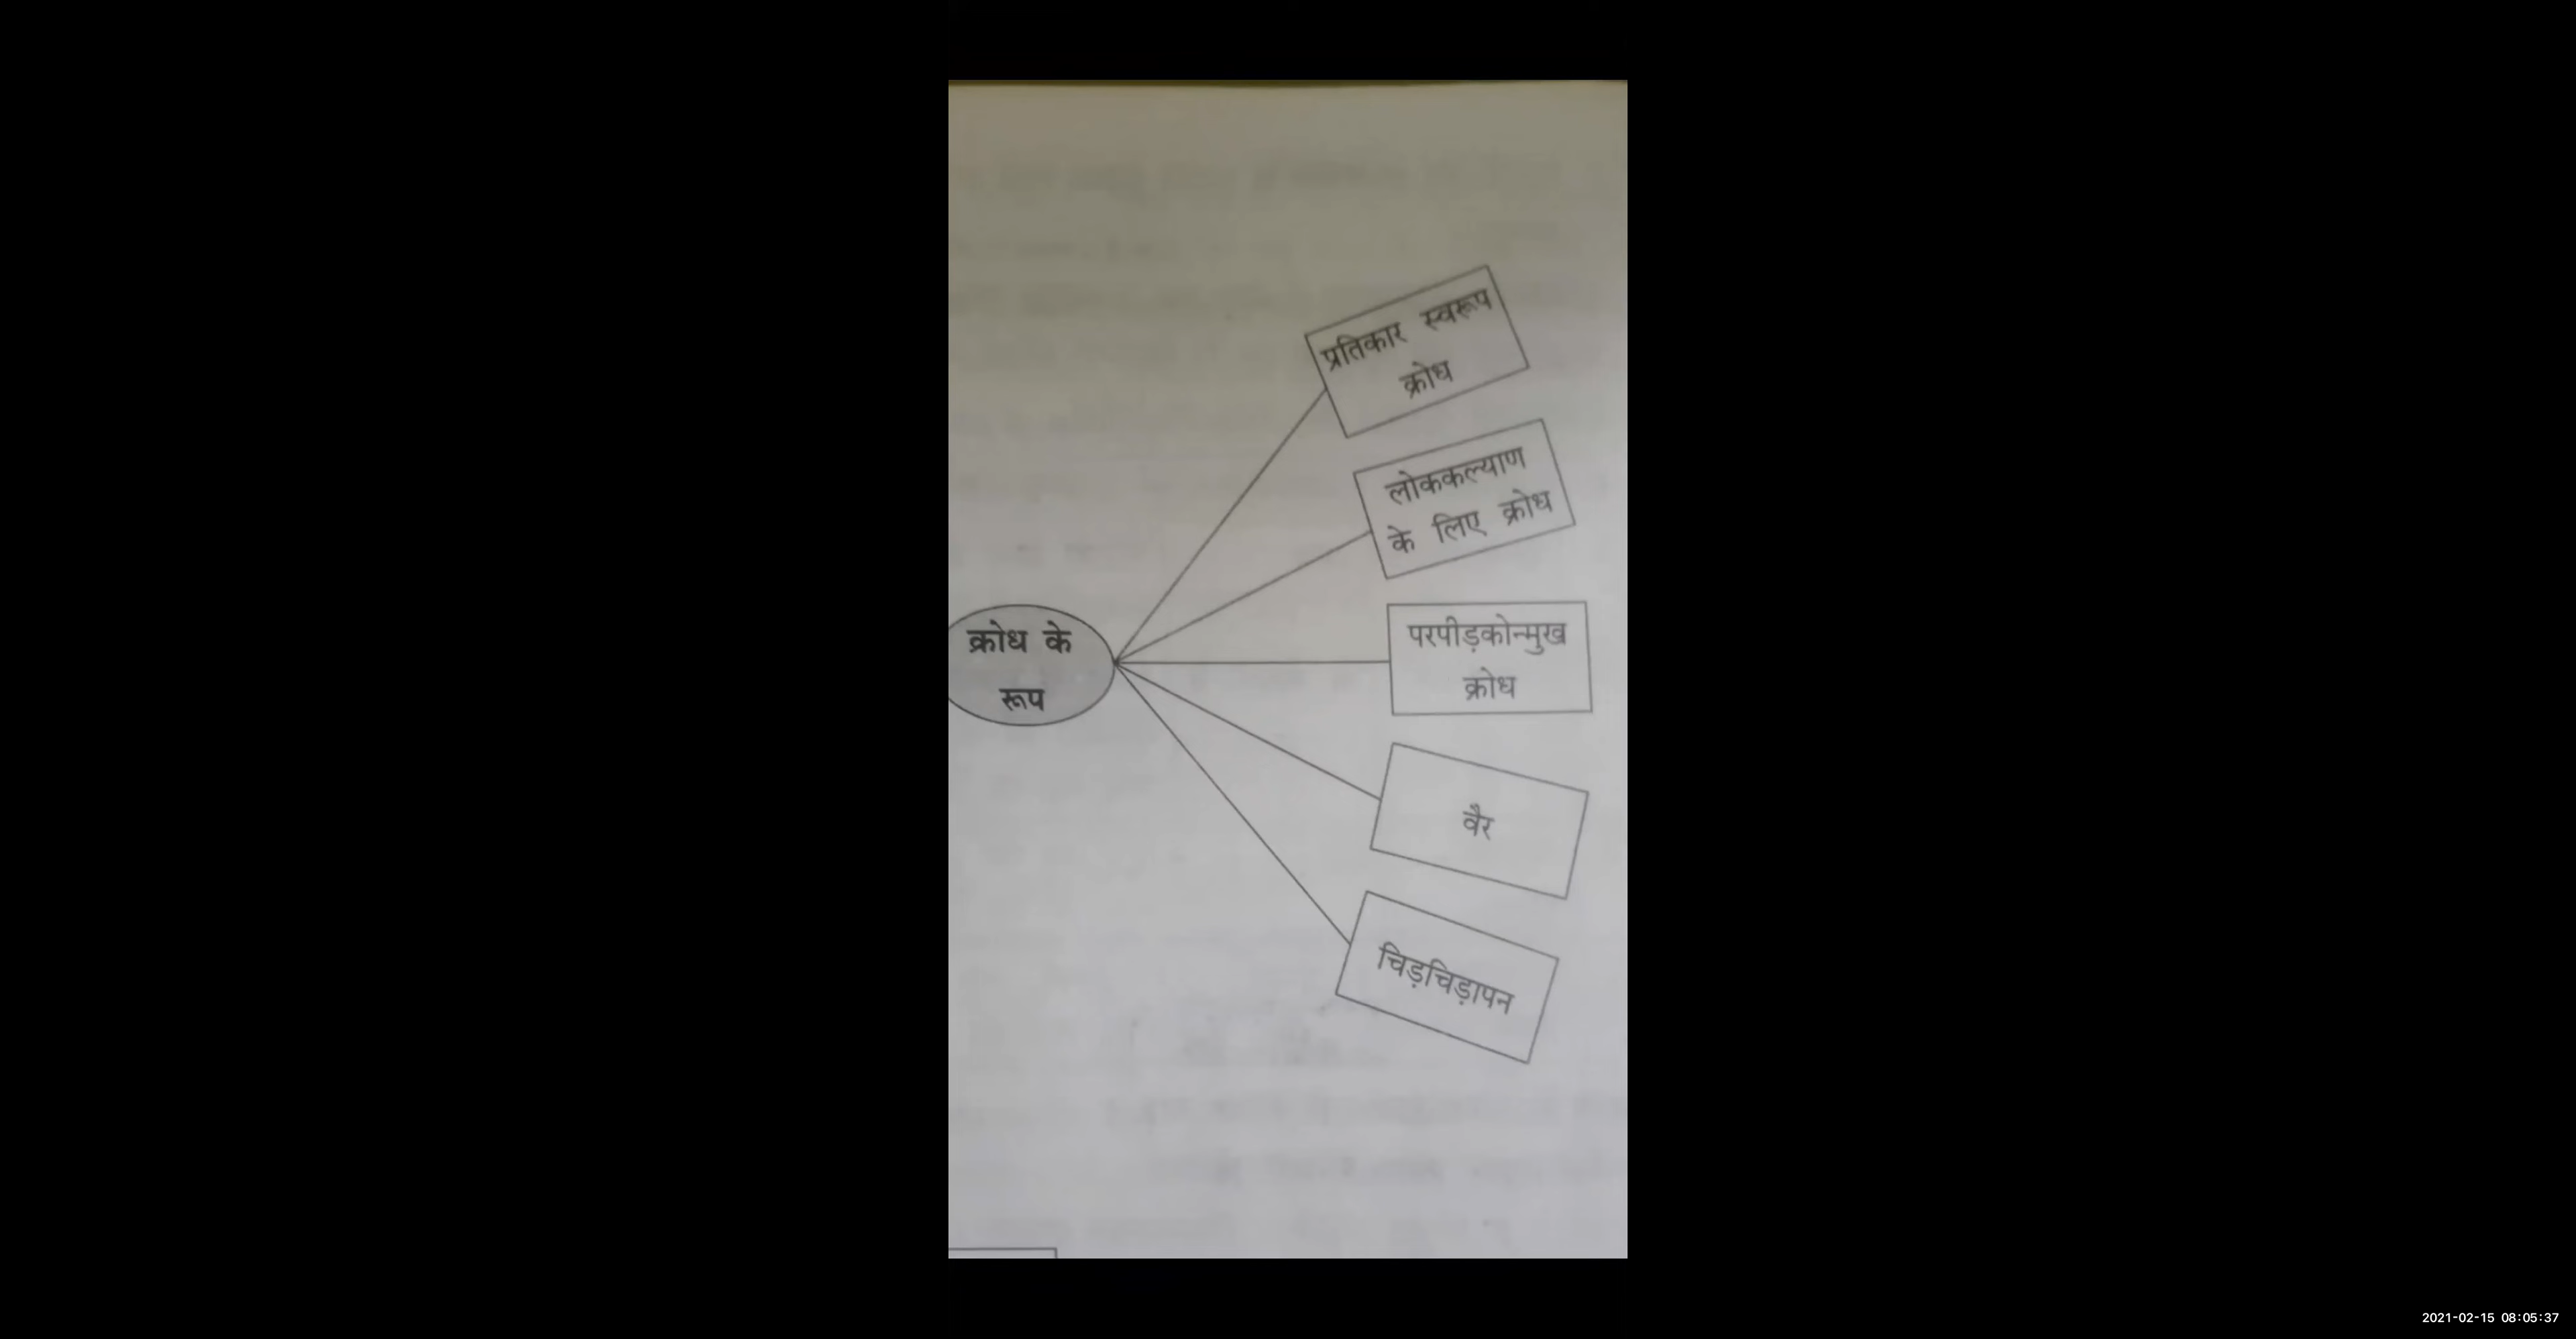 प्रतिकार स्वरूप
क्रोध
लोककल्याण
के लिए क्रोध
क्रोध के
रूप
परपीड़कोन्मुख
क्रोध
वैर
चिड़चिड़ापन
2021-02-15 08:05:37